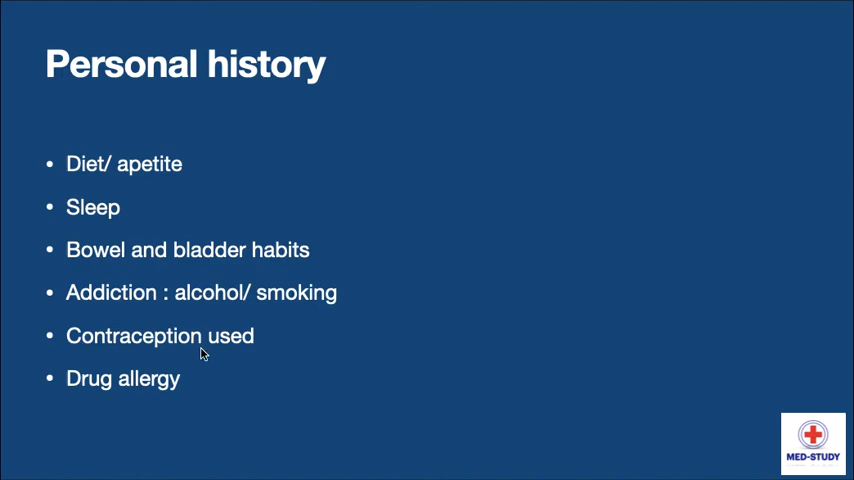 Personal history
• Diet/ apetite
• Sleep
• Bowel and bladder habits
• Addiction : alcohol/ smoking
• Contraception used
• Drug allergy
MED-STUDY